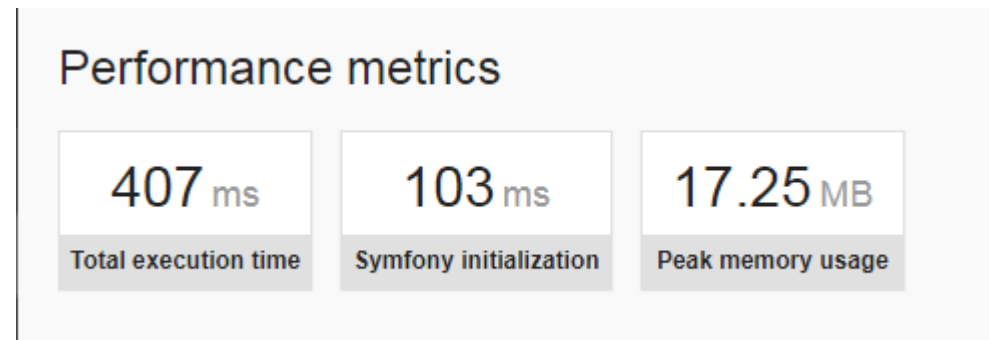 Performance metrics
407 ms 103 ms 17.25 MB
Total execution time Symfony initialization Peak memory usage